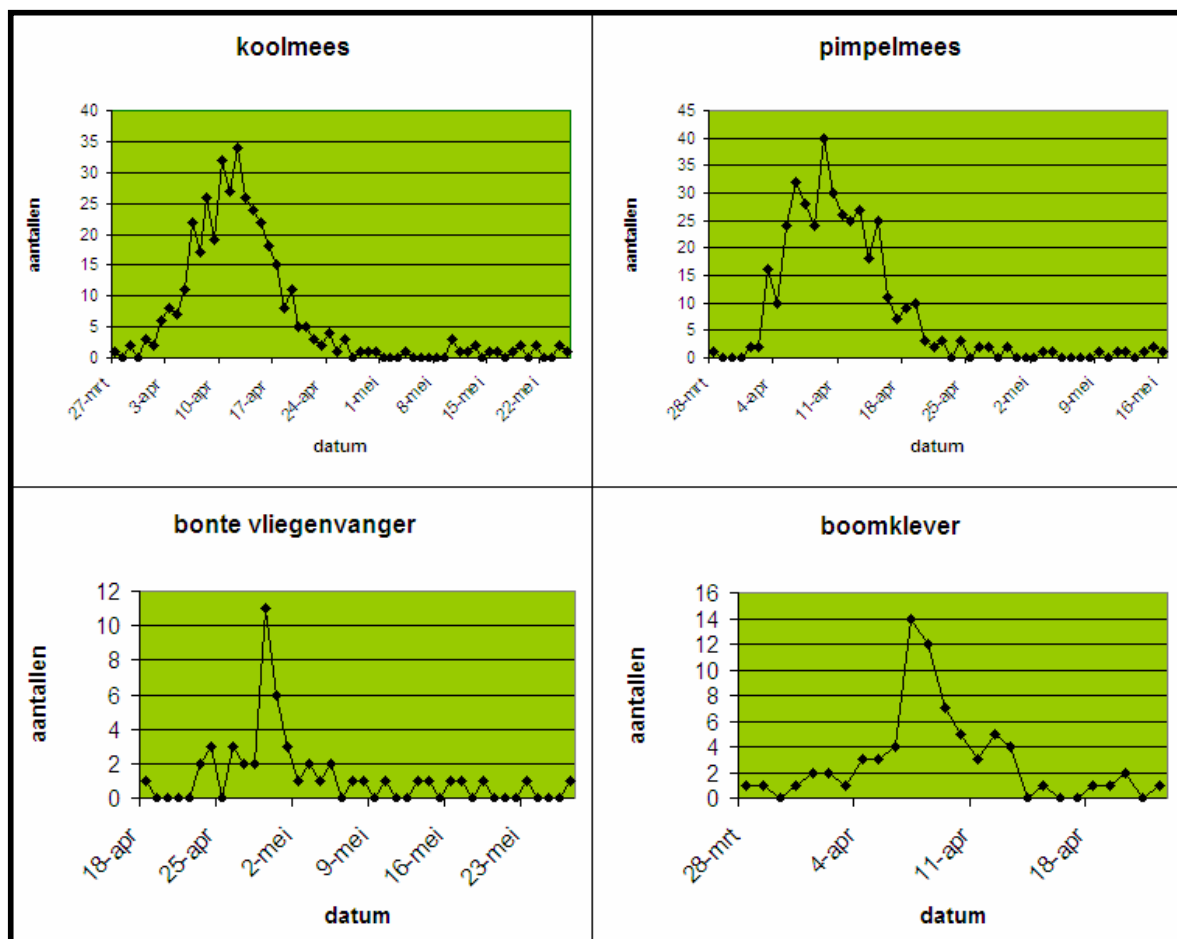 koolmees
aantallen
40
35
30
25
20
15
10
5
0
27-mrt
3-apr
10-apr
17-apr
24-apr
1-mei
8-mei
15-mei
22-mei
datum
pimpelmees
aantallen
45
40
35
30
25
20
15
10
5
0
28-mrt
4-apr
11-apr
18-apr
25-apr
2-mei
9-mei
16-mei
datum
bonte vliegenvanger
aantallen
12
10
8
6
4
2
0
18-apr
25-apr
2-mei
9-mei
16-mei
23-mei
datum
boomklever
aantallen
16
14
12
10
8
6
4
2
0
28-mrt
4-apr
11-apr
18-apr
datum